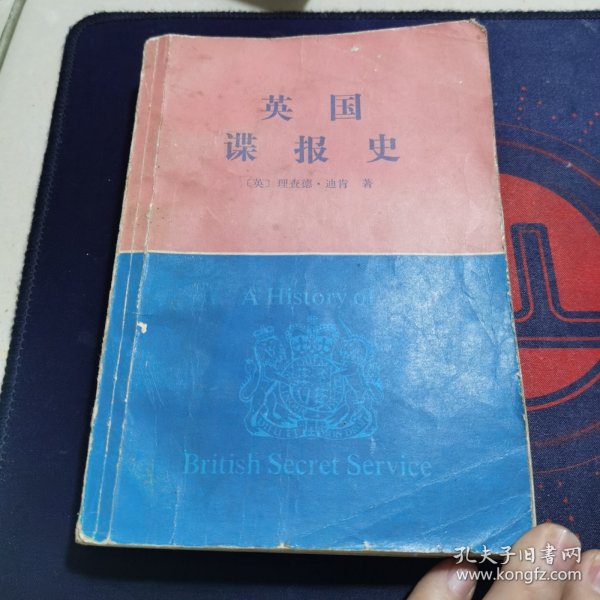 英国
谍报史
〔英〕理查德·迪肯 著
A History of
British Secret Service
孔夫子旧书网
www.kongfz.com